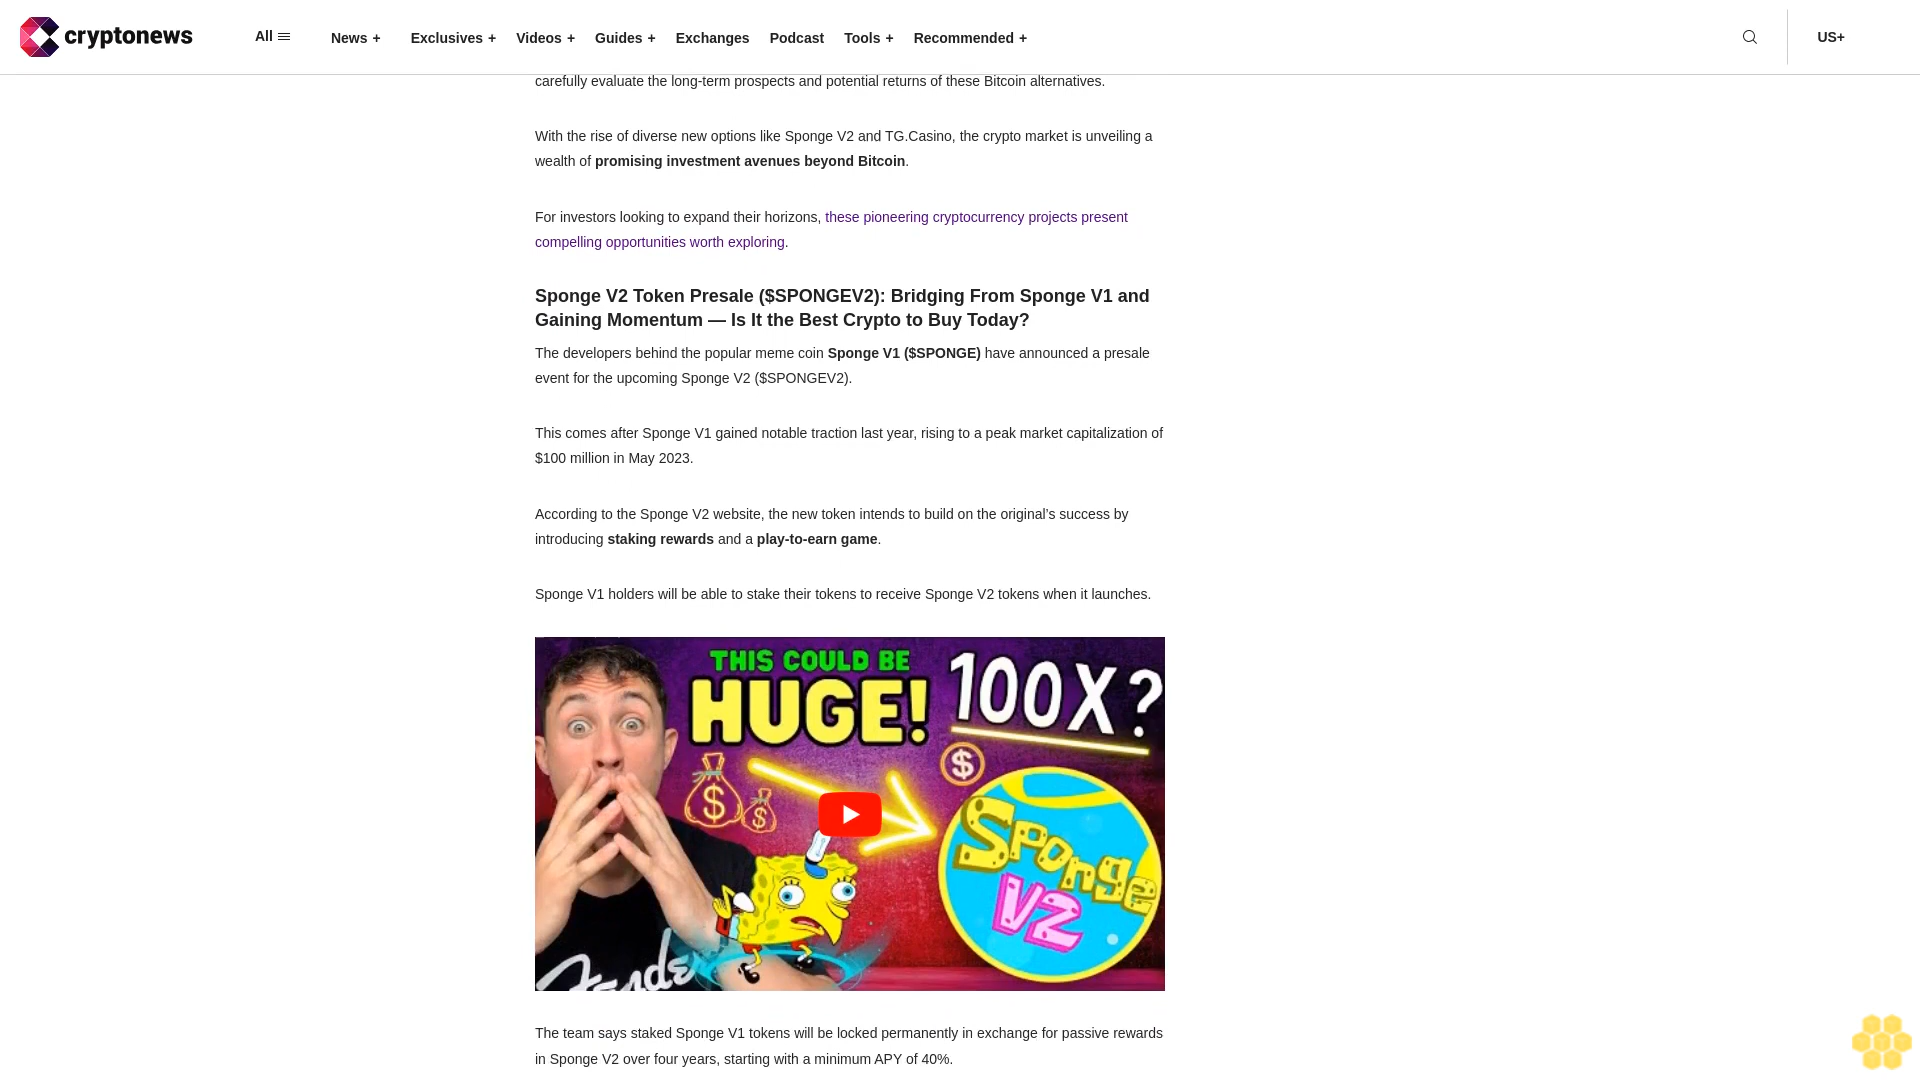 cryptonews
All
News +
Exclusives +
Videos +
Guides +
Exchanges
Podcast
Tools +
Recommended +
US+
carefully evaluate the long-term prospects and potential returns of these Bitcoin alternatives.
With the rise of diverse new options like Sponge V2 and TG.Casino, the crypto market is unveiling a
wealth of promising investment avenues beyond Bitcoin.
For investors looking to expand their horizons, these pioneering cryptocurrency projects present
compelling opportunities worth exploring.
Sponge V2 Token Presale ($SPONGEV2): Bridging From Sponge V1 and
Gaining Momentum — Is It the Best Crypto to Buy Today?
The developers behind the popular meme coin Sponge V1 ($SPONGE) have announced a presale
event for the upcoming Sponge V2 ($SPONGEV2).
This comes after Sponge V1 gained notable traction last year, rising to a peak market capitalization of
$100 million in May 2023.
According to the Sponge V2 website, the new token intends to build on the original’s success by
introducing staking rewards and a play-to-earn game.
Sponge V1 holders will be able to stake their tokens to receive Sponge V2 tokens when it launches.
THIS COULD BE
HUGE!
100X?
$
$
$
Sponge
V2
Fende
The team says staked Sponge V1 tokens will be locked permanently in exchange for passive rewards
in Sponge V2 over four years, starting with a minimum APY of 40%.